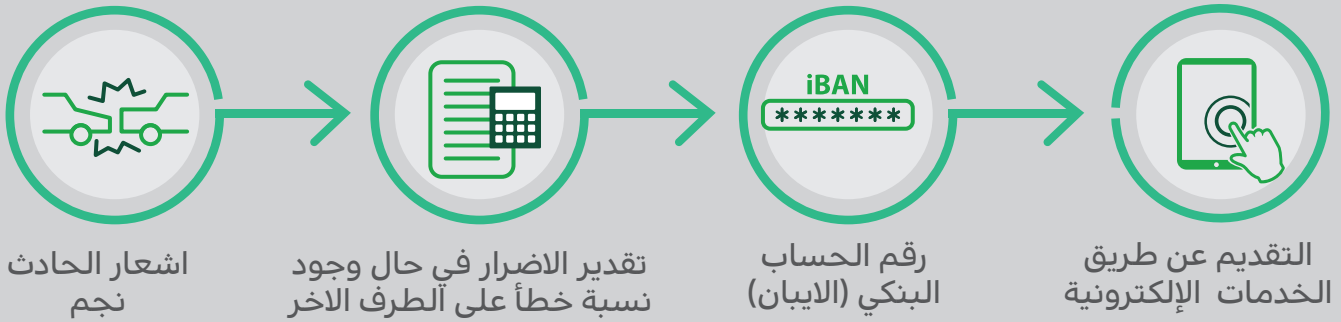 iBAN
*******
اشعار الحادث
نجم
تقدير الاضرار في حال وجود
نسبة خطأ على الطرف الاخر
رقم الحساب
البنكي (الايبان)
التقديم عن طريق
الخدمات الإلكترونية